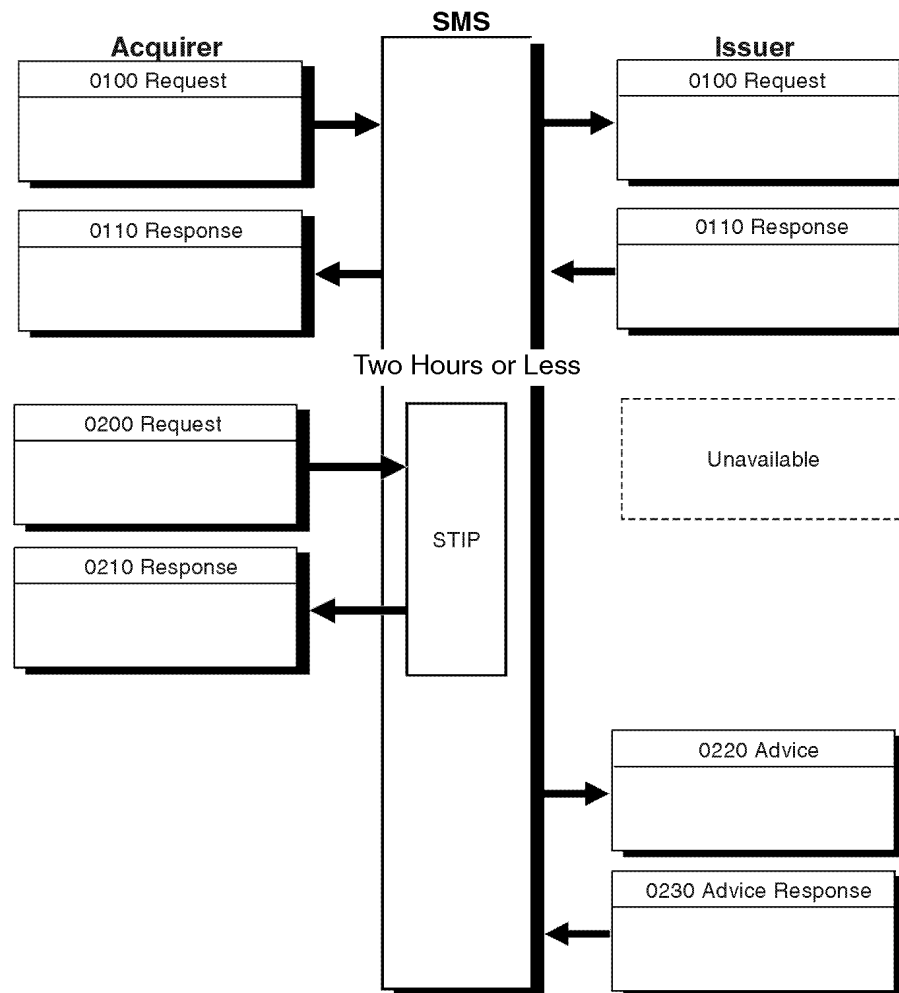 SMS
Acquirer
Issuer
0100 Request
0100 Request
0110 Response
0110 Response
Two Hours or Less
0200 Request
Unavailable
STIP
0210 Response
0220 Advice
0230 Advice Response